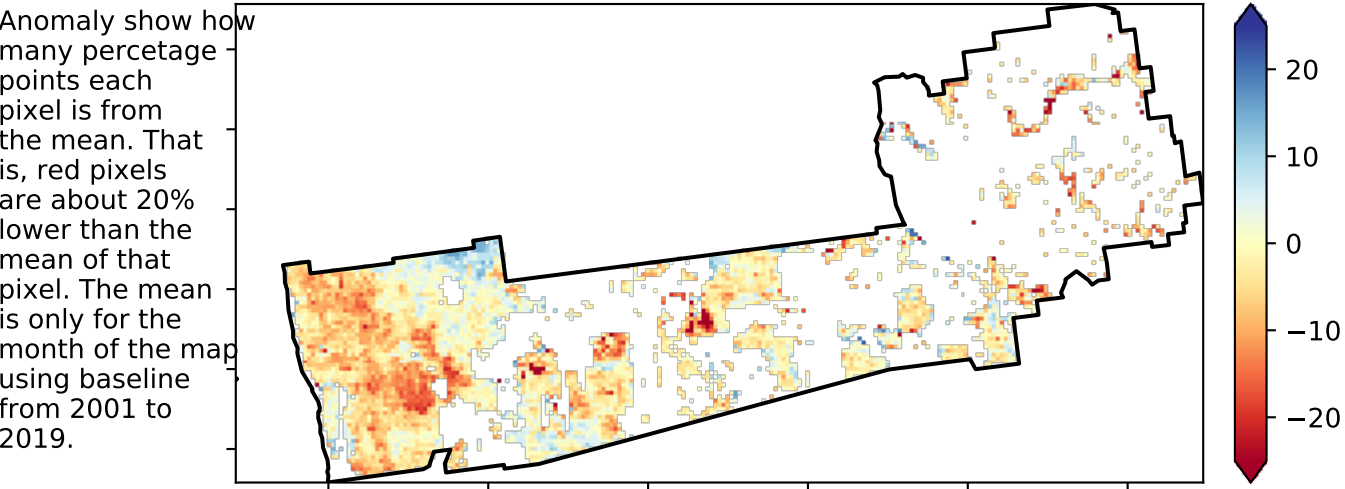 Anomaly show how
many percetage
points each
pixel is from
the mean. That
is, red pixels
are about 20%
lower than the
mean of that
pixel. The mean
is only for the
month of the map
using baseline
from 2001 to
2019.
20
10
0
−10
−20